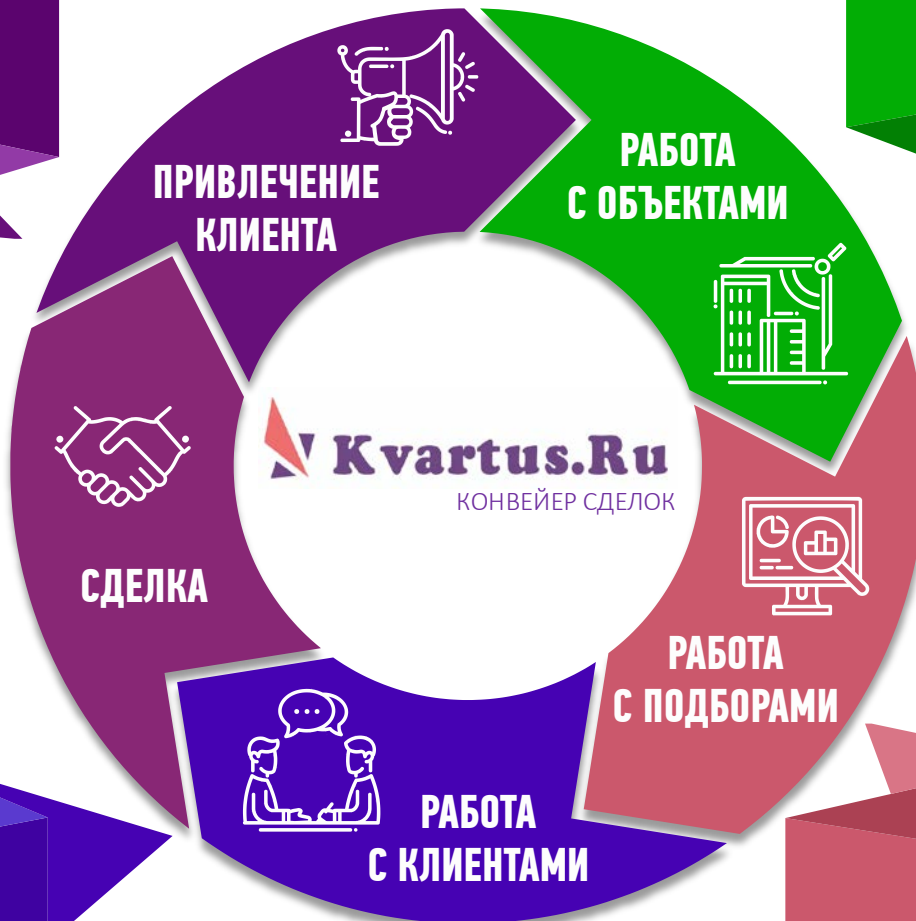 ПРИВЛЕЧЕНИЕ
КЛИЕНТА
РАБОТА
С ОБЪЕКТАМИ
РАБОТА
С ПОДБОРАМИ
РАБОТА
С КЛИЕНТАМИ
СДЕЛКА
Kvartus.Ru
КОНВЕЙЕР СДЕЛОК